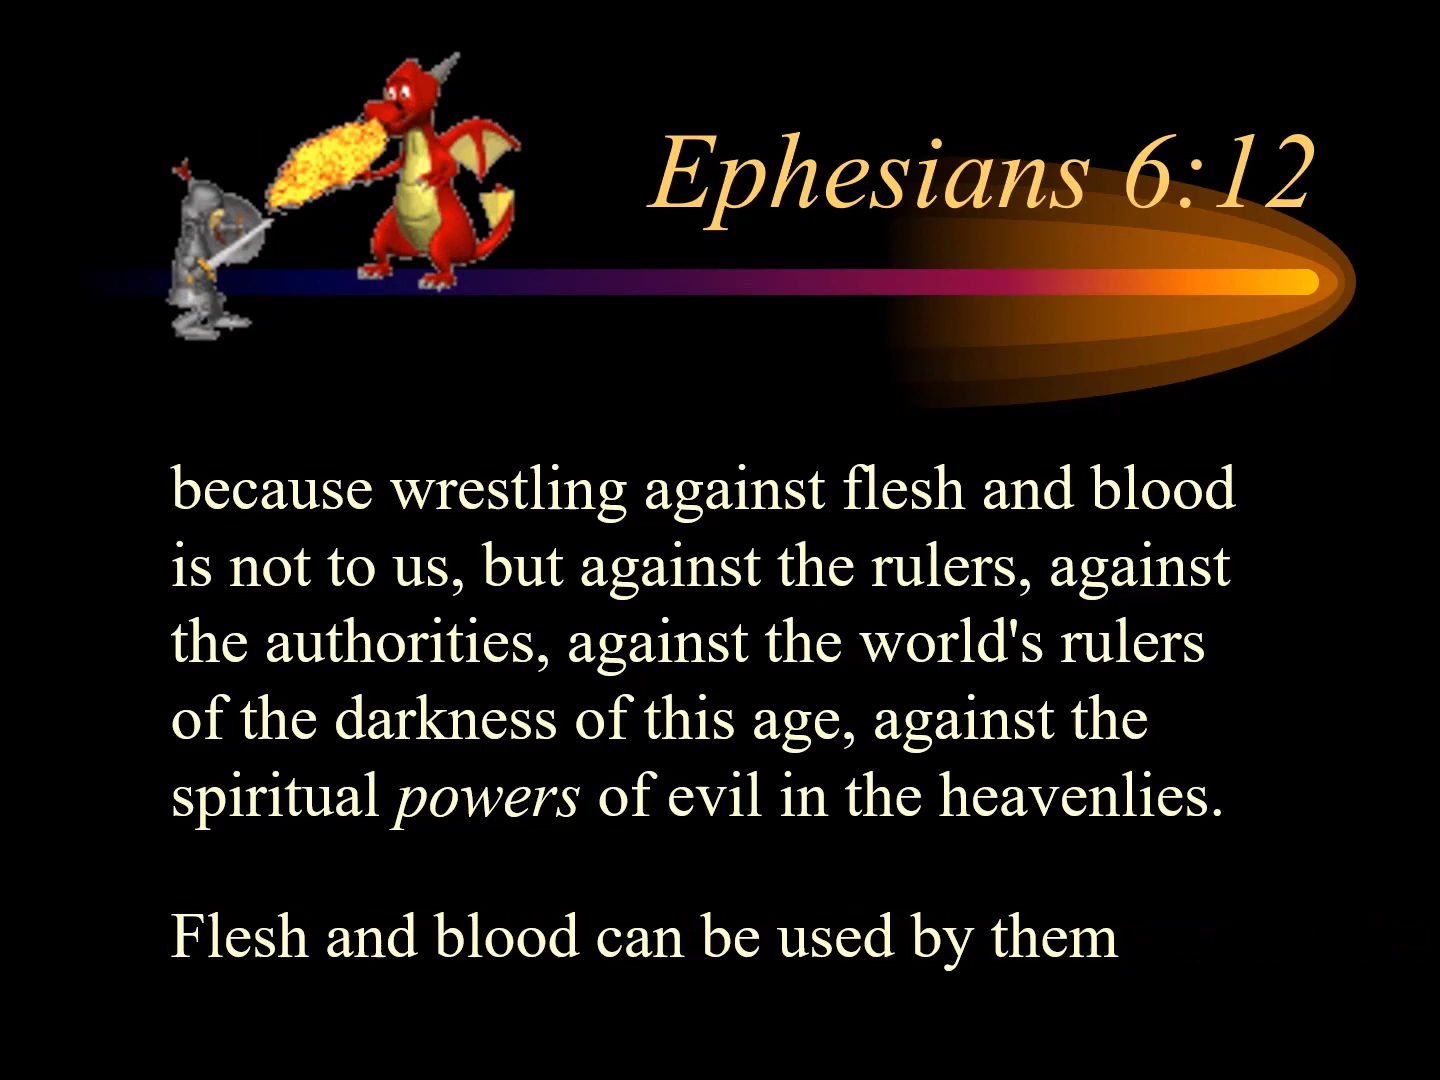 Ephesians 6:12
because wrestling against flesh and blood
is not to us, but against the rulers, against
the authorities, against the world's rulers
of the darkness of this age, against the
spiritual powers of evil in the heavenlies.
Flesh and blood can be used by them